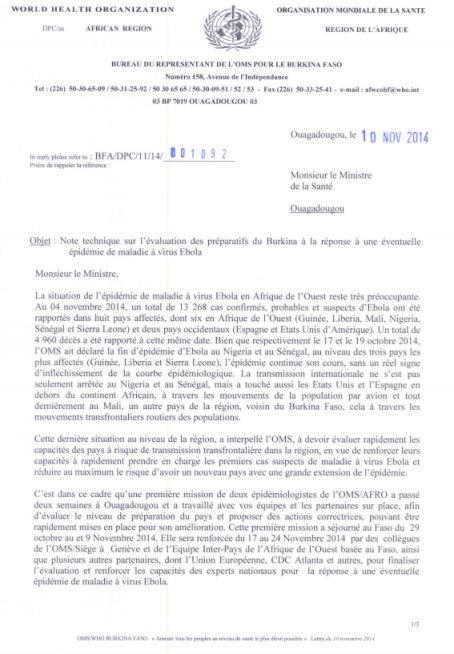 WORLD HEALTH ORGANIZATION
ORGANISATION MONDIALE DE LA SANTE
DPC/m AFRICAN REGION
REGION DE L'AFRIQUE
BUREAU DU REPRESENTANT DE L'OMS POUR LE BURKINA FASO
Numéro 158, Avenue de l'Indépendance
Tel : (226) 50-30-65-09 / 50-31-25-92 / 50 30 65 65 / 50-30-09-51 / 52 / 53 - Fax (226) 50-33-25-41 - e-mail : afwcobf@who.int
03 BP 7019 OUAGADOUGOU 03
Ouagadougou, le 10 NOV 2014
In reply please refer to : BFA/DPC/11/14/ 001092
Prière de rappeler la référence :
Monsieur le Ministre
de la Santé
Ouagadougou
Objet : Note technique sur l'évaluation des préparatifs du Burkina à la réponse à une éventuelle
épidémie de maladie à virus Ebola
Monsieur le Ministre,
La situation de l'épidémie de maladie à virus Ebola en Afrique de l'Ouest reste très préoccupante.
Au 04 novembre 2014, un total de 13 268 cas confirmés, probables et suspects d'Ebola ont été
rapportés dans huit pays affectés, dont six en Afrique de l'Ouest (Guinée, Liberia, Mali, Nigeria,
Sénégal et Sierra Leone) et deux pays occidentaux (Espagne et Etats Unis d'Amérique). Un total de
4 960 décès a été rapporté à cette même date. Bien que respectivement le 17 et le 19 octobre 2014,
l'OMS ait déclaré la fin d'épidémie d'Ebola au Nigeria et au Sénégal, au niveau des trois pays les
plus affectés (Guinée, Liberia et Sierra Leone), l'épidémie continue son cours, sans un réel signe
d'infléchissement de la courbe épidémiologique. La transmission internationale ne s'est pas
seulement arrêtée au Nigeria et au Sénégal, mais a touché aussi les Etats Unis et l'Espagne en
dehors du continent Africain, à travers les mouvements de la population par avion et tout
dernièrement au Mali, un autre pays de la région, voisin du Burkina Faso, cela à travers les
mouvements transfrontaliers routiers des populations.
Cette dernière situation au niveau de la région, a interpellé l'OMS, à devoir évaluer rapidement les
capacités des pays à risque de transmission transfrontalière dans la région, en vue de renforcer leurs
capacités à rapidement prendre en charge les premiers cas suspects de maladie à virus Ebola et
réduire au maximum le risque d'avoir un nouveau pays avec une grande extension de l'épidémie.
C'est dans ce cadre qu'une première mission de deux épidémiologistes de l'OMS/AFRO a passé
deux semaines à Ouagadougou et a travaillé avec vos équipes et les partenaires sur place, afin
d'évaluer le niveau de préparation du pays et proposer des actions correctrices, pouvant être
rapidement mises en place pour son amélioration. Cette première mission a séjourné au Faso du 29
octobre au et 9 Novembre 2014. Elle sera renforcée du 17 au 24 Novembre 2014 par des collègues
de l'OMS/Siège à Genève et de l'Equipe Inter-Pays de l'Afrique de l'Ouest basée au Faso, ainsi
que plusieurs autres partenaires, dont l'Union Européenne, CDC Atlanta et autres, pour finaliser
l'évaluation et renforcer les capacités des experts nationaux pour la réponse à une éventuelle
épidémie de maladie à virus Ebola.
1/3
OMS/WHO BURKINA FASO « Amener tous les peuples au niveau de santé le plus élevé possible » Lettre du 10 novembre 2014